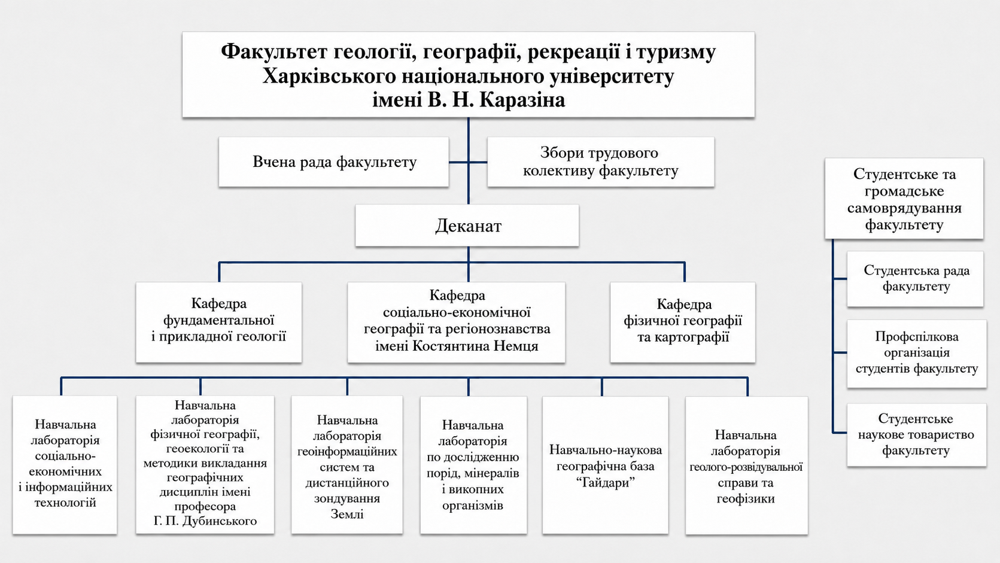 Факультет геології, географії, рекреації і туризму
Харківського національного університету
імені В. Н. Каразіна
Вчена рада факультету
Збори трудового
колективу факультету
Деканат
Кафедра
фундаментальної
і прикладної геології
Кафедра
соціально-економічної
географії та регіонознавства
імені Костянтина Немця
Кафедра
фізичної географії
та картографії
Навчальна
лабораторія
соціально-
економічних
і інформаційних
технологій
Навчальна
лабораторія
фізичної географії,
геоекології та
методики викладання
географічних
дисциплін імені
професора
Г. П. Дубинського
Навчальна
лабораторія
геоінформаційних
систем та
дистанційного
зондування
Землі
Навчальна
лабораторія
по дослідженню
порід, мінералів
і викопних
організмів
Навчально-наукова
географічна база
“Гайдари”
Навчальна
лабораторія
геолого-розвідувальної
справи та
геофізики
Студентське та
громадське
самоврядування
факультету
Студентська рада
факультету
Профспілкова
організація
студентів факультету
Студентське
наукове товариство
факультету